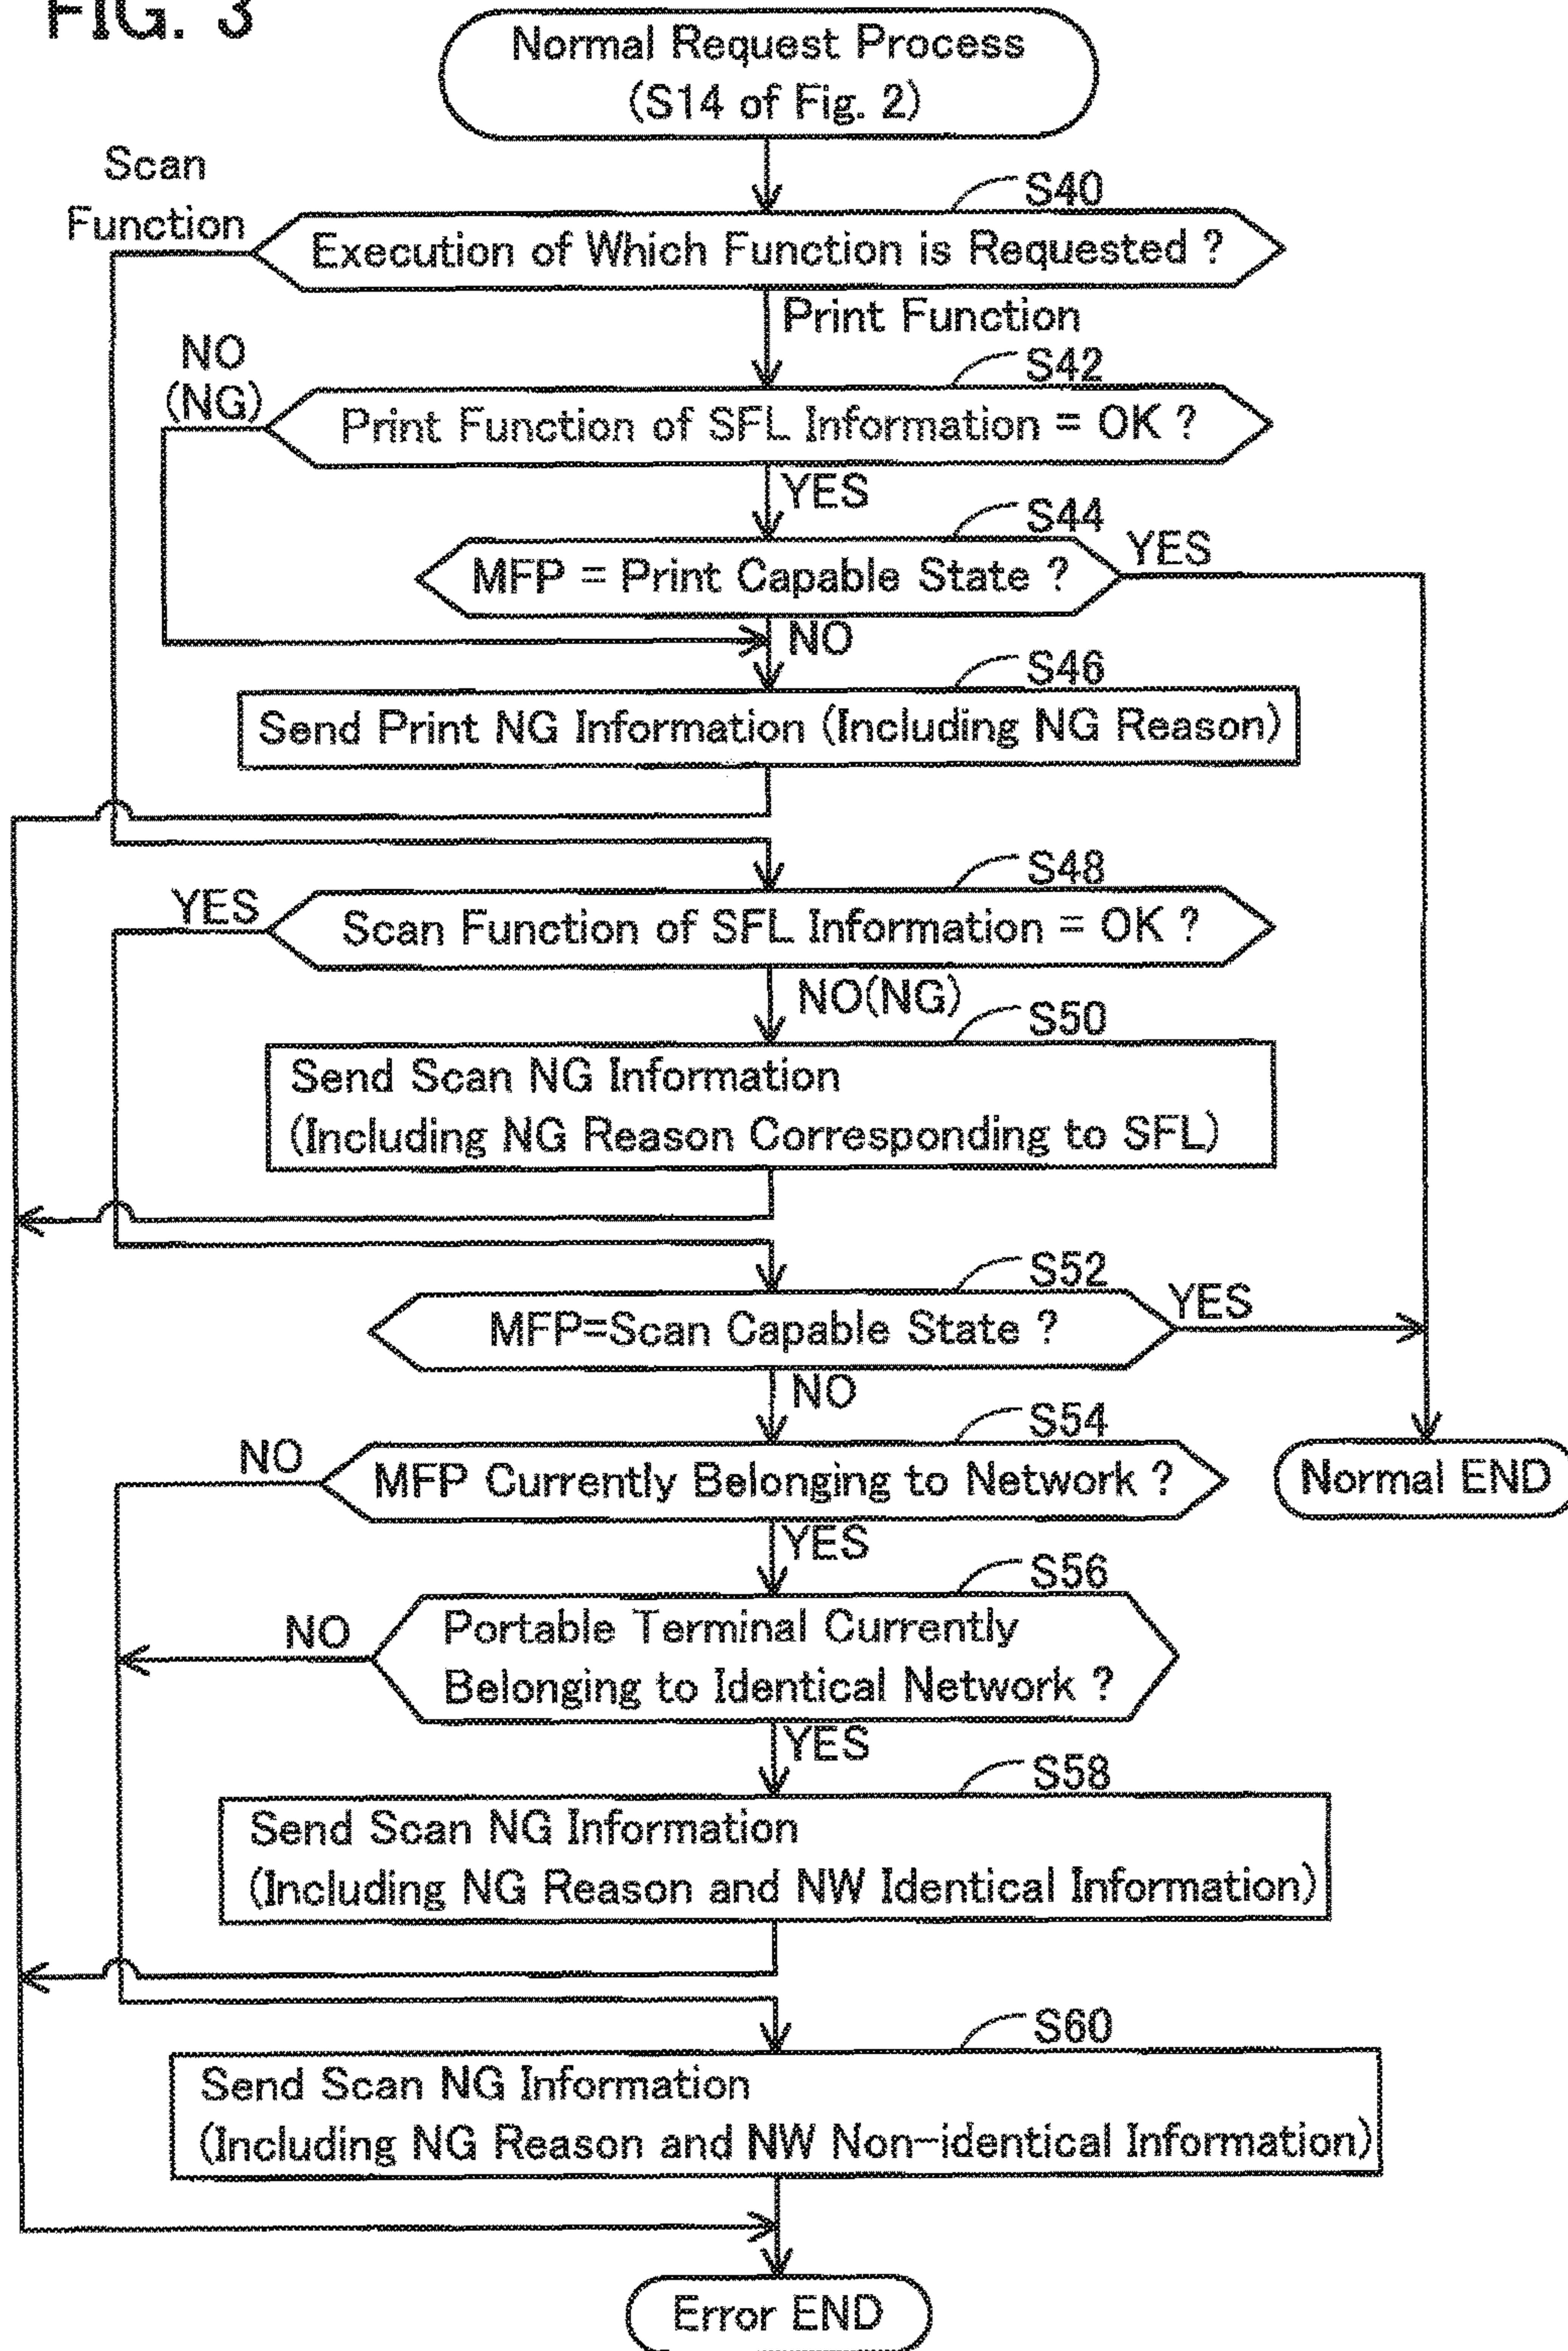 FIG. 3
Normal Request Process
(S14 of Fig. 2)
Scan
Function
S40
Execution of Which Function is Requested ?
Print Function
NO
(NG)
S42
Print Function of SFL Information = OK ?
YES
S44
MFP = Print Capable State ?
YES
NO
S46
Send Print NG Information (Including NG Reason)
S48
YES
Scan Function of SFL Information = OK ?
NO(NG)
S50
Send Scan NG Information
(Including NG Reason Corresponding to SFL)
S52
MFP=Scan Capable State ?
YES
NO
S54
NO
MFP Currently Belonging to Network ?
Normal END
YES
S56
NO
Portable Terminal Currently
Belonging to Identical Network ?
YES
S58
Send Scan NG Information
(Including NG Reason and NW Identical Information)
S60
Send Scan NG Information
(Including NG Reason and NW Non-identical Information)
Error END